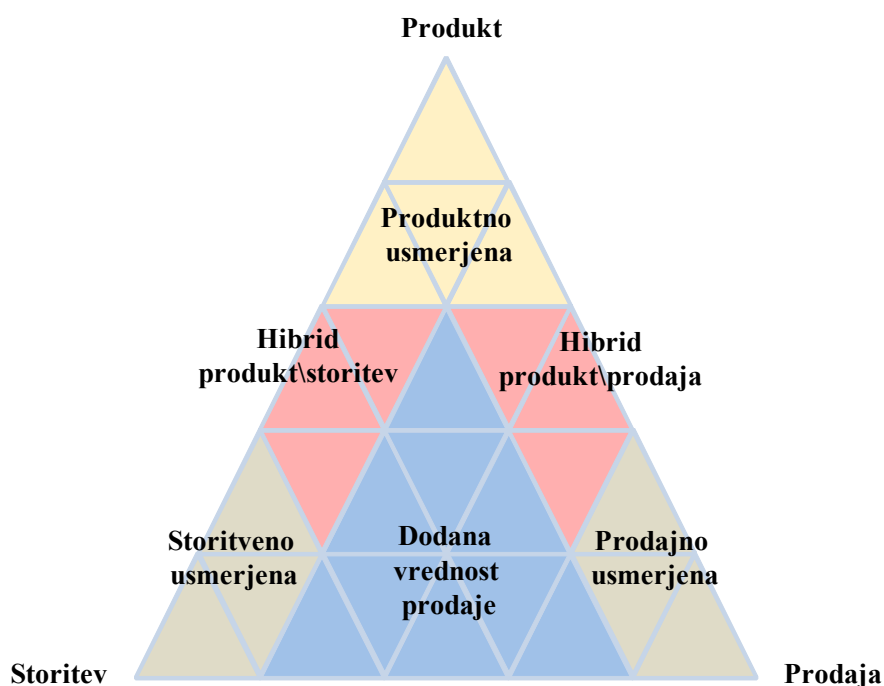 Produkt
Produktno
usmerjena
Hibrid
produkt\storitev
Hibrid
produkt\prodaja
Storitveno
usmerjena
Dodana
vrednost
prodaje
Prodajno
usmerjena
Storitev
Prodaja